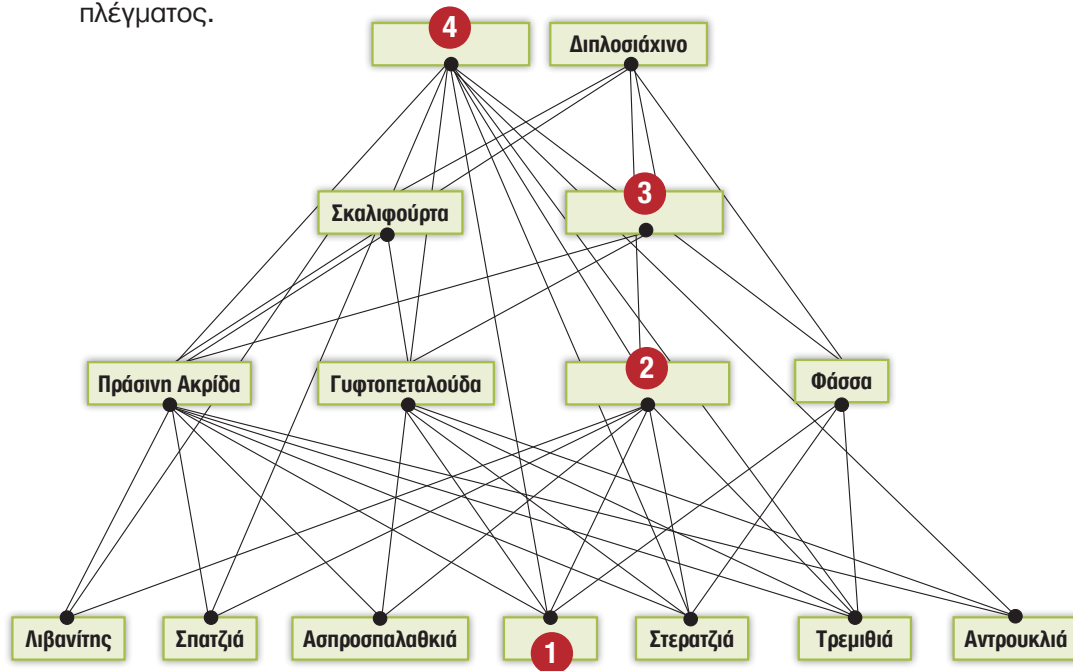 πλέγματος.
4
Διπλοσιάχινο
Σκαλιφούρτα
3
Πράσινη Ακρίδα
Γυφτοπεταλούδα
2
Φάσσα
Λιβανίτης
Σπατζιά
Ασπροσπαλαθκιά
1
Στερατζιά
Τρεμιθιά
Αντρουκλιά